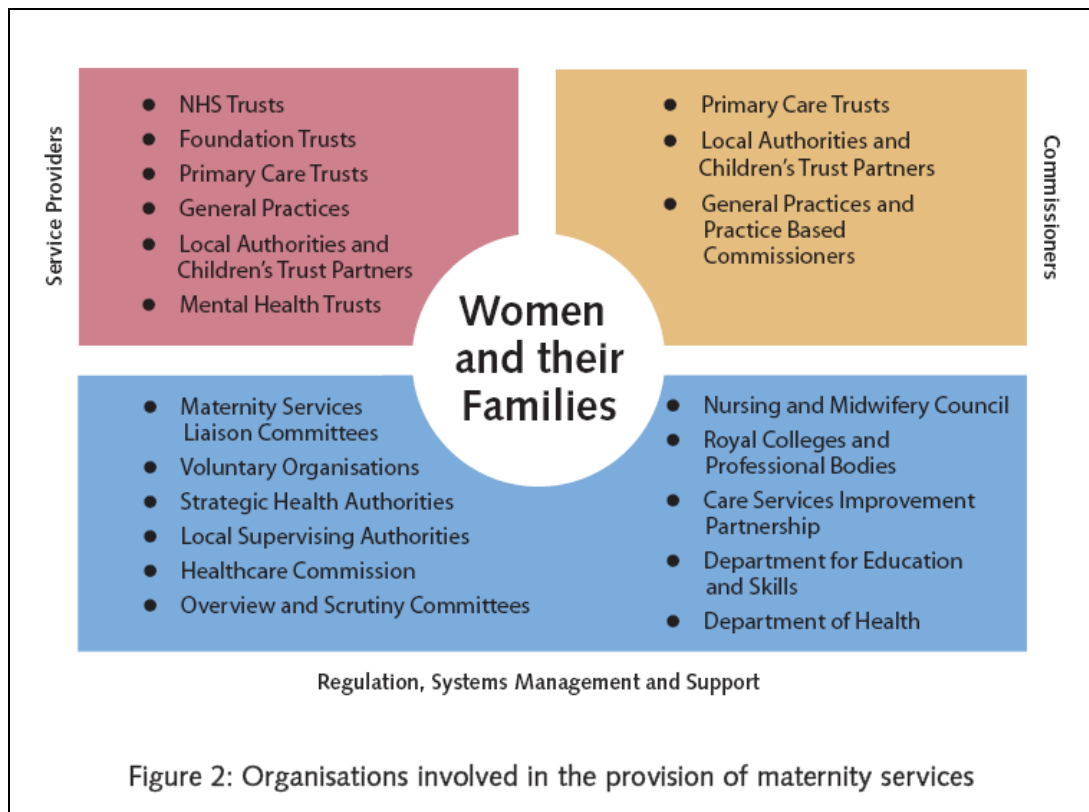 Service Providers
● NHS Trusts
● Foundation Trusts
● Primary Care Trusts
● General Practices
● Local Authorities and
Children's Trust Partners
● Mental Health Trusts
● Primary Care Trusts
● Local Authorities and
Children's Trust Partners
● General Practices and
Practice Based
Commissioners
Commissioners
Women
and their
Families
● Maternity Services
Liaison Committees
● Voluntary Organisations
● Strategic Health Authorities
● Local Supervising Authorities
● Healthcare Commission
● Overview and Scrutiny Committees
● Nursing and Midwifery Council
● Royal Colleges and
Professional Bodies
● Care Services Improvement
Partnership
● Department for Education
and Skills
● Department of Health
Regulation, Systems Management and Support
Figure 2: Organisations involved in the provision of maternity services